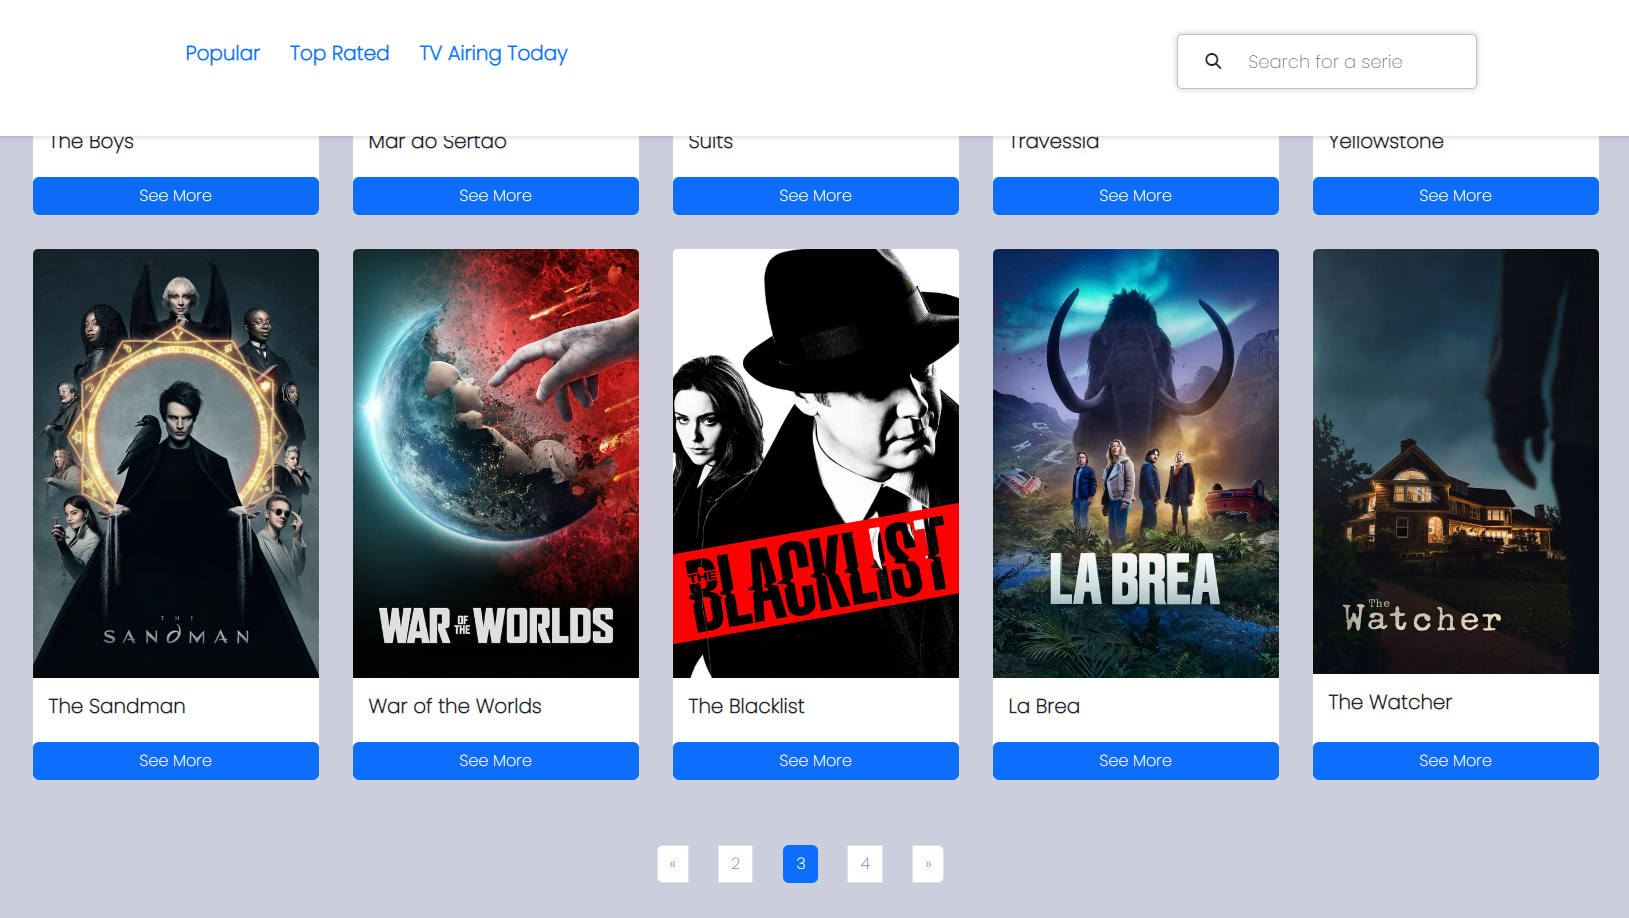 Popular Top Rated TV Airing Today Search for a serie
The Boys Mar do Sertão Suits Travessia Yellowstone
See More See More See More See More See More
THE
SANDMAN
WAR OF THE WORLDS
THE
BLACKLIST
LA BREA
The
Watcher
The Sandman War of the Worlds The Blacklist La Brea The Watcher
See More See More See More See More See More
« 2 3 4 »